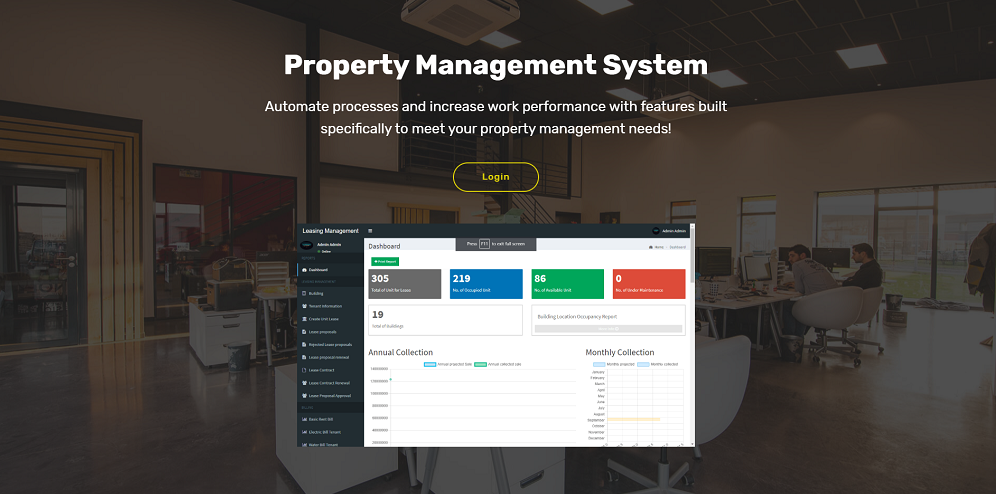 Property Management System
Automate processes and increase work performance with features built
specifically to meet your property management needs!
Login
Leasing Management
Admin Admin
Admin Admin
Online
Dashboard
Press F11 to exit full screen
Home / Dashboard
REPORTS
Dashboard
Print Report
305
Total of Unit for Lease
219
No. of Occupied Unit
86
No. of Available Unit
0
No. of Under Maintenance
Building
Tenant Information
Create Unit Lease
Lease proposals
Rejected Lease proposals
Lease proposal renewal
Lease Contract
Lease Contract Renewal
Lease Proposal Approval
BILLING
Basic Rent Bill
Electric Bill Tenant
Water Bill Tenant
19
Total of Buildings
Building Location Occupancy Report
Annual Collection
Annual projected sales
Annual collected sales
Monthly Collection
Monthly projected
Monthly collected
January
February
March
April
May
June
July
August
September
October
November
December